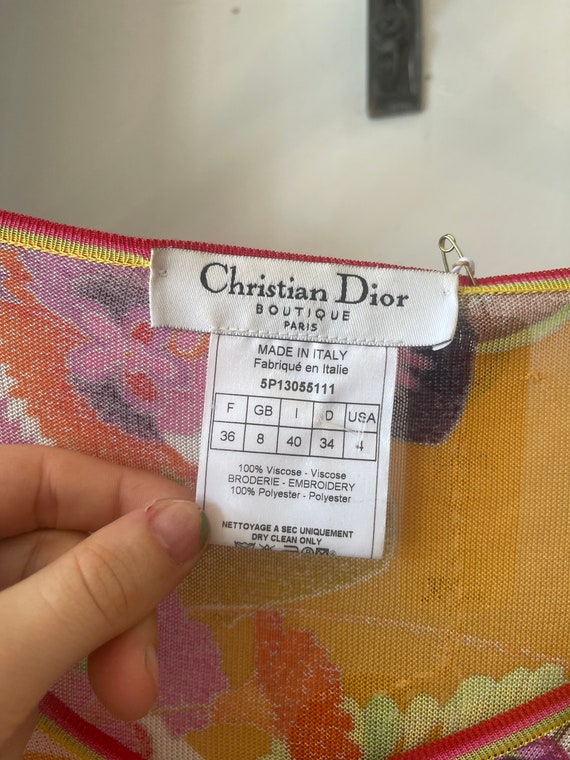 Christian Dior
BOUTIQUE
PARIS
MADE IN ITALY
Fabriqué en Italie
5P13055111
F GB I D USA
36 8 40 34 4
100% Viscose - Viscose
BRODERIE - EMBROIDERY
100% Polyester - Polyester
NETTOYAGE A SEC UNIQUEMENT
DRY CLEAN ONLY